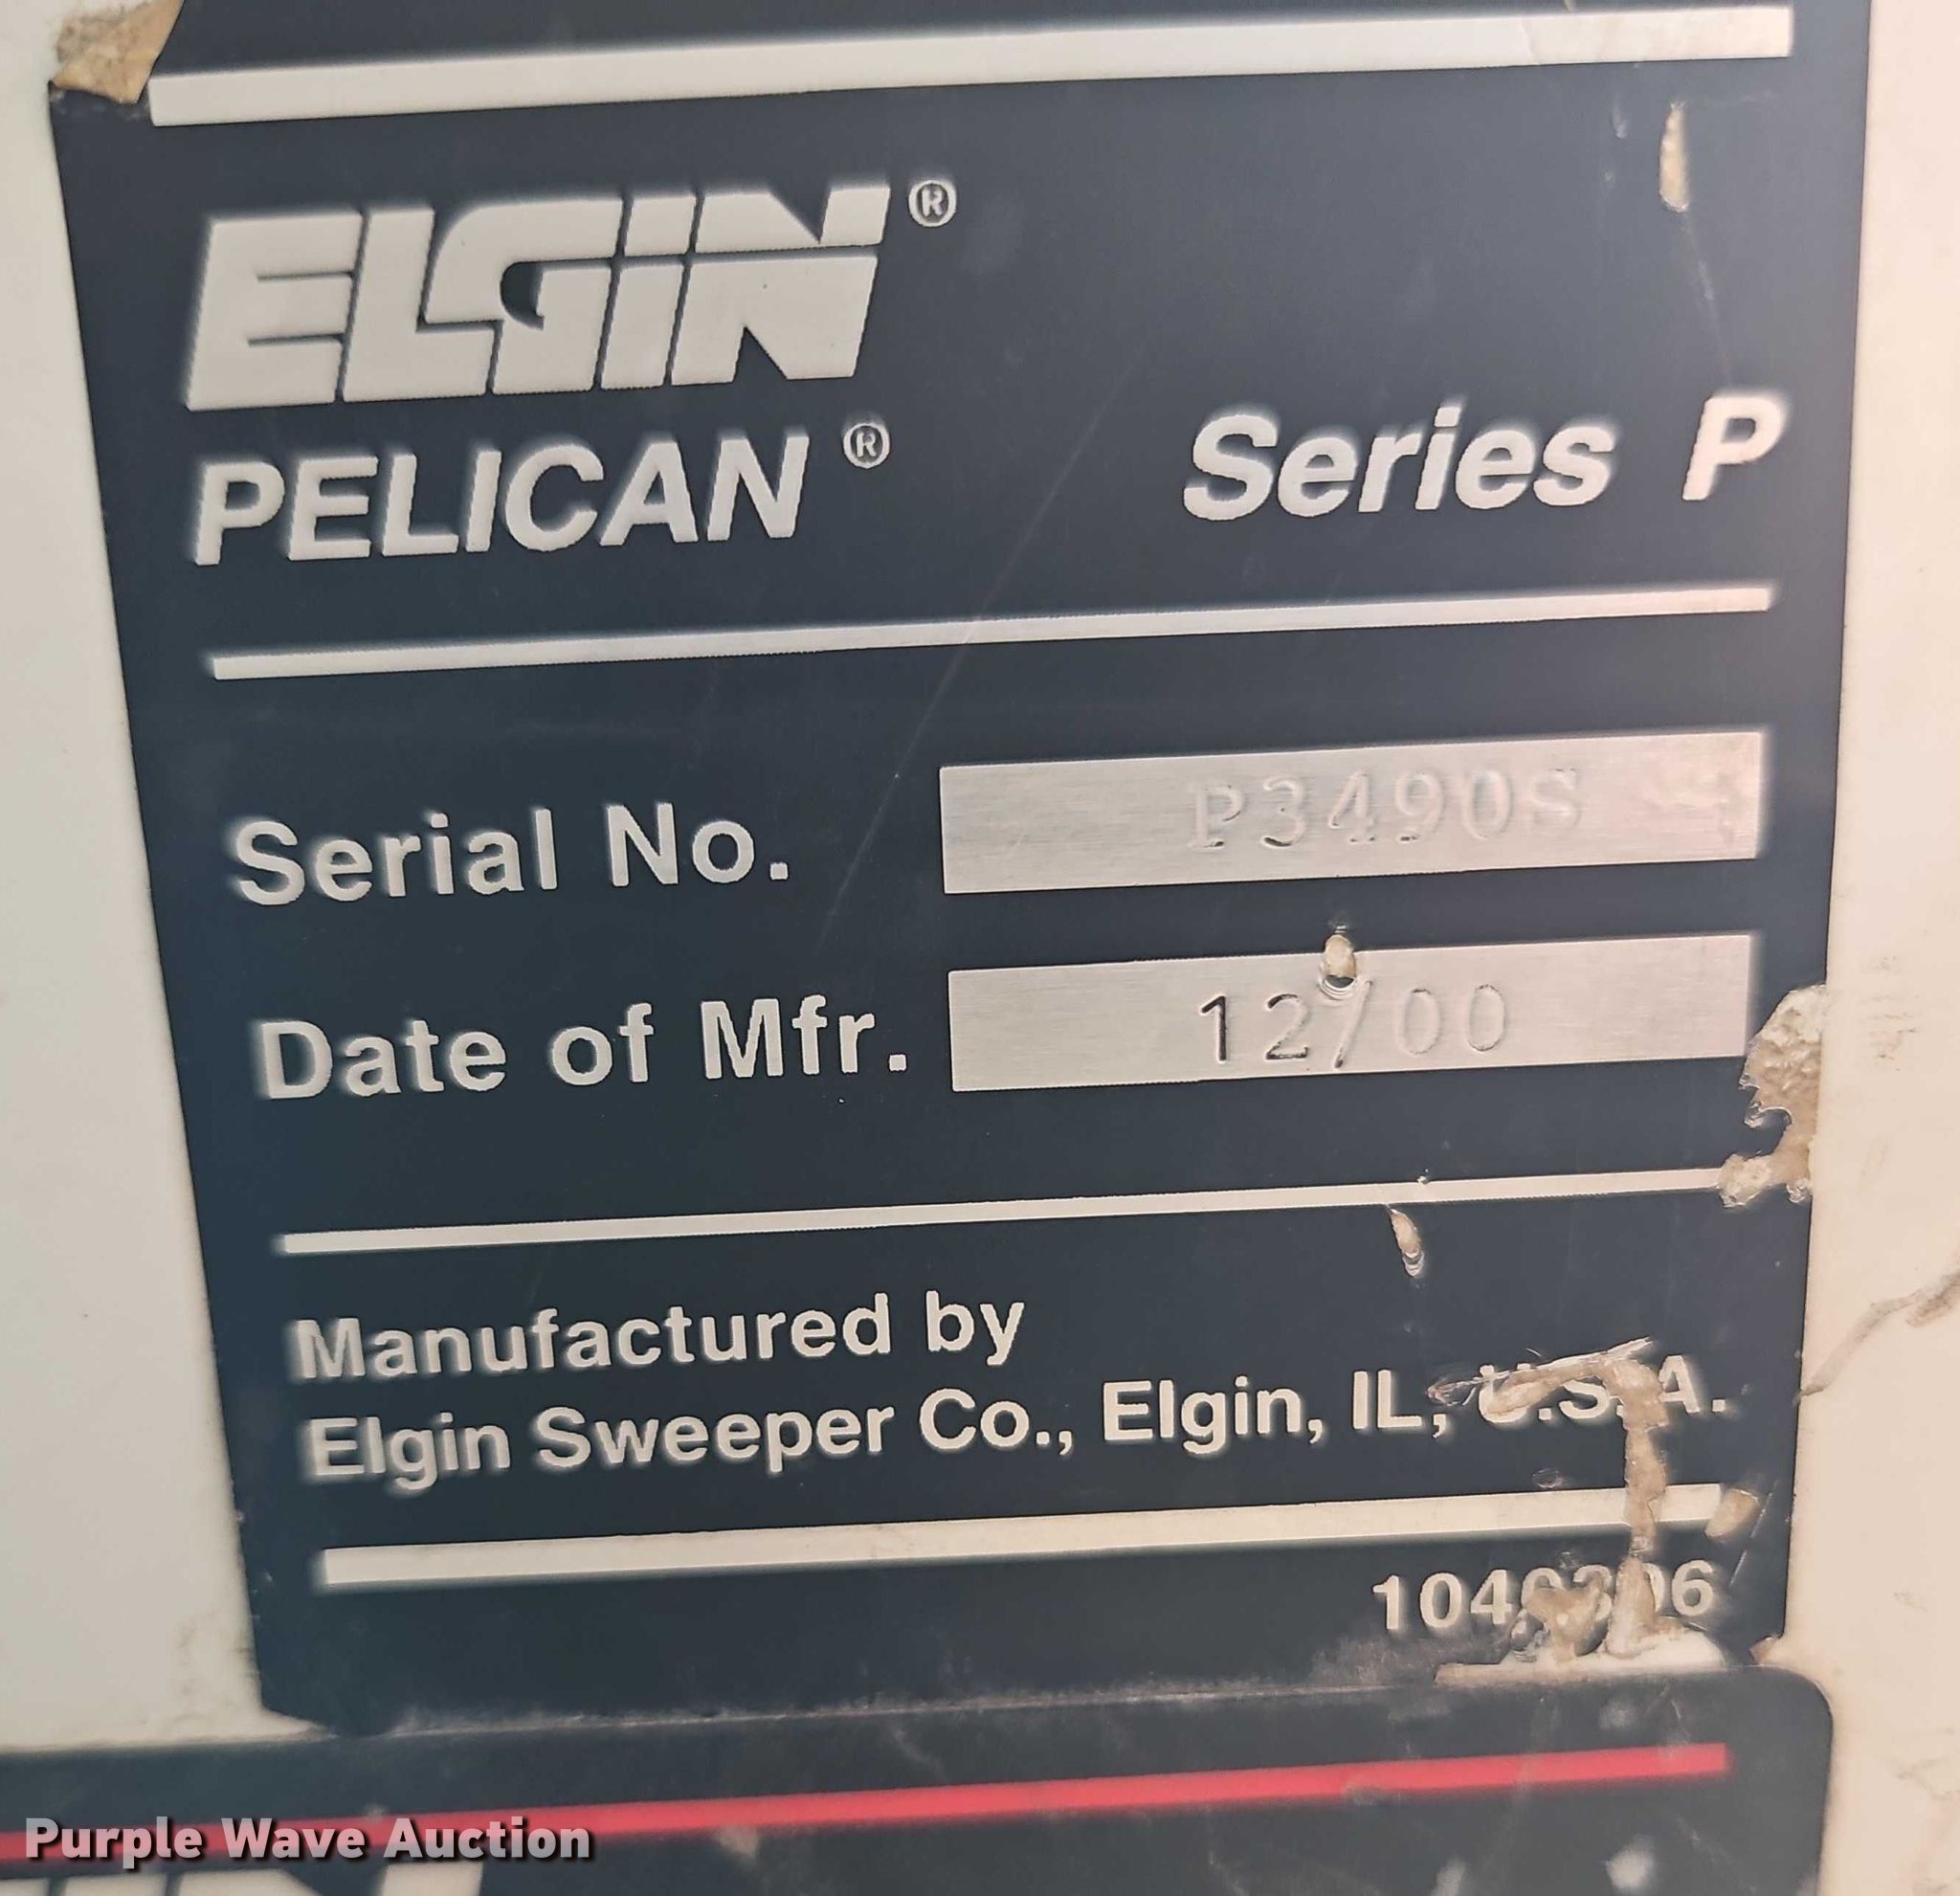 ELGIN®
PELICAN® Series P
Serial No. P3490S
Date of Mfr. 12/00
Manufactured by
Elgin Sweeper Co., Elgin, IL, U.S.A.
Purple Wave Auction